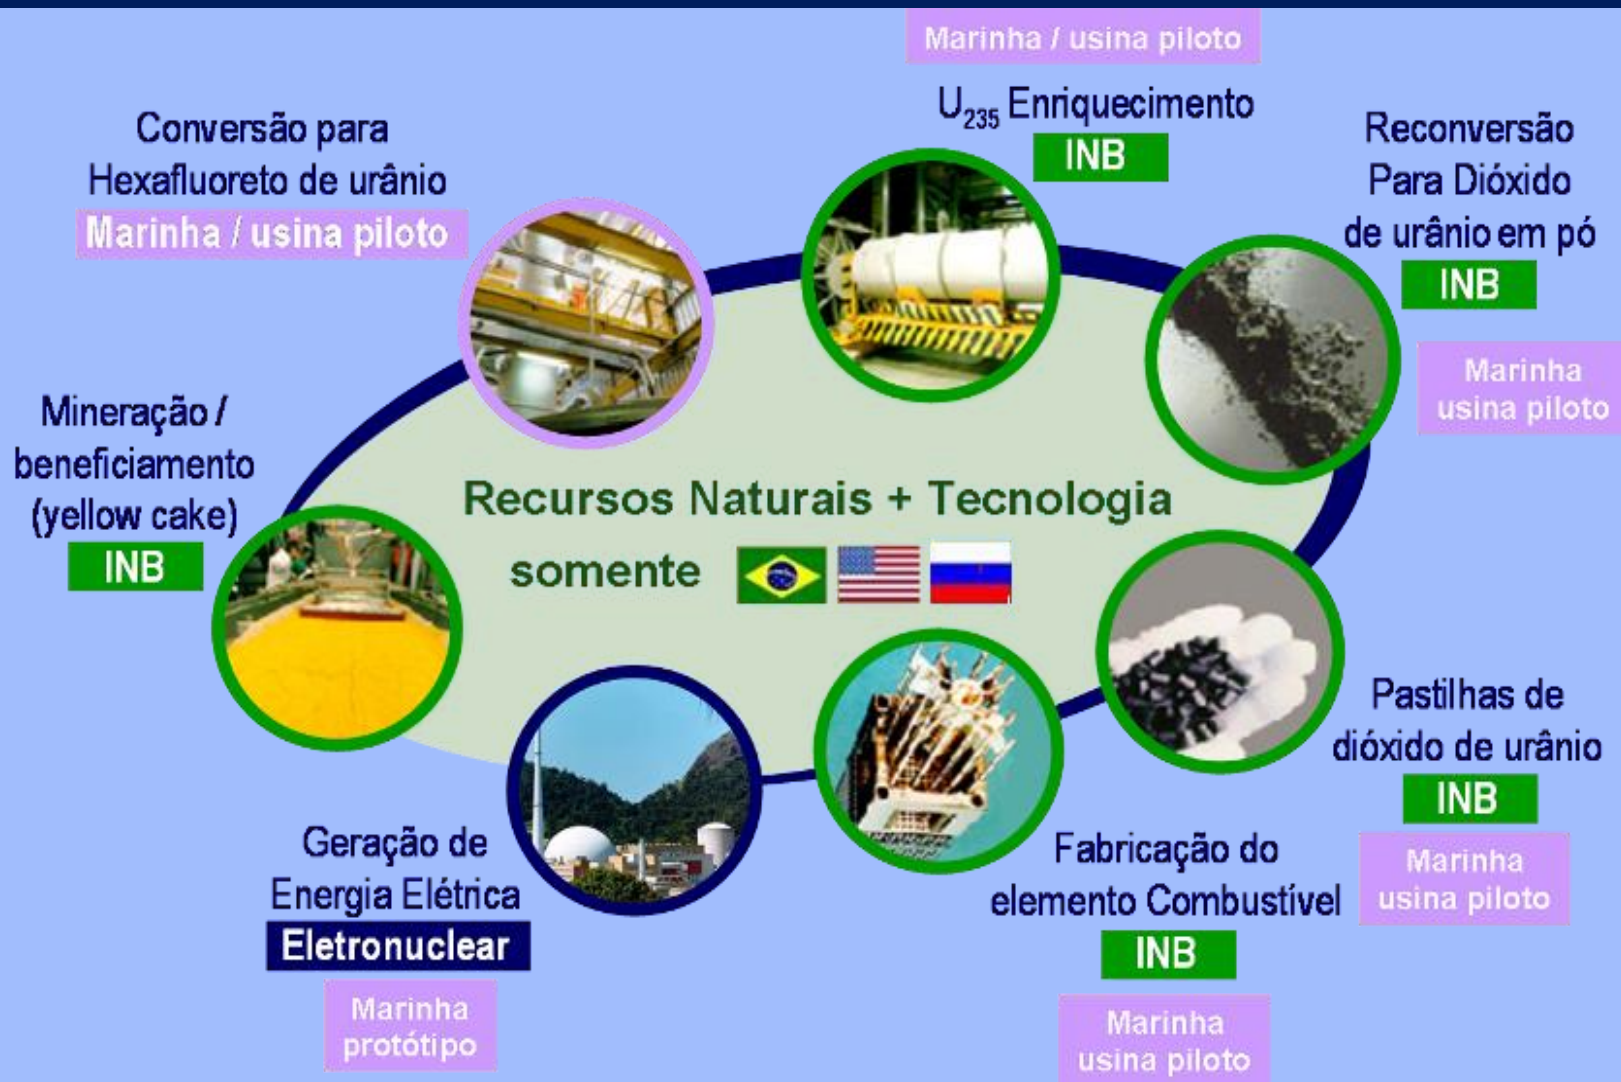 Marinha / usina piloto
U235 Enriquecimento
INB
Conversão para
Hexafluoreto de urânio
Marinha / usina piloto
Reconversão
Para Dióxido
de urânio em pó
INB
Marinha
usina piloto
Mineração /
beneficiamento
(yellow cake)
INB
Recursos Naturais + Tecnologia
somente
Pastilhas de
dióxido de urânio
INB
Marinha
usina piloto
Fabricação do
elemento Combustível
INB
Marinha
usina piloto
Geração de
Energia Elétrica
Eletronuclear
Marinha
protótipo